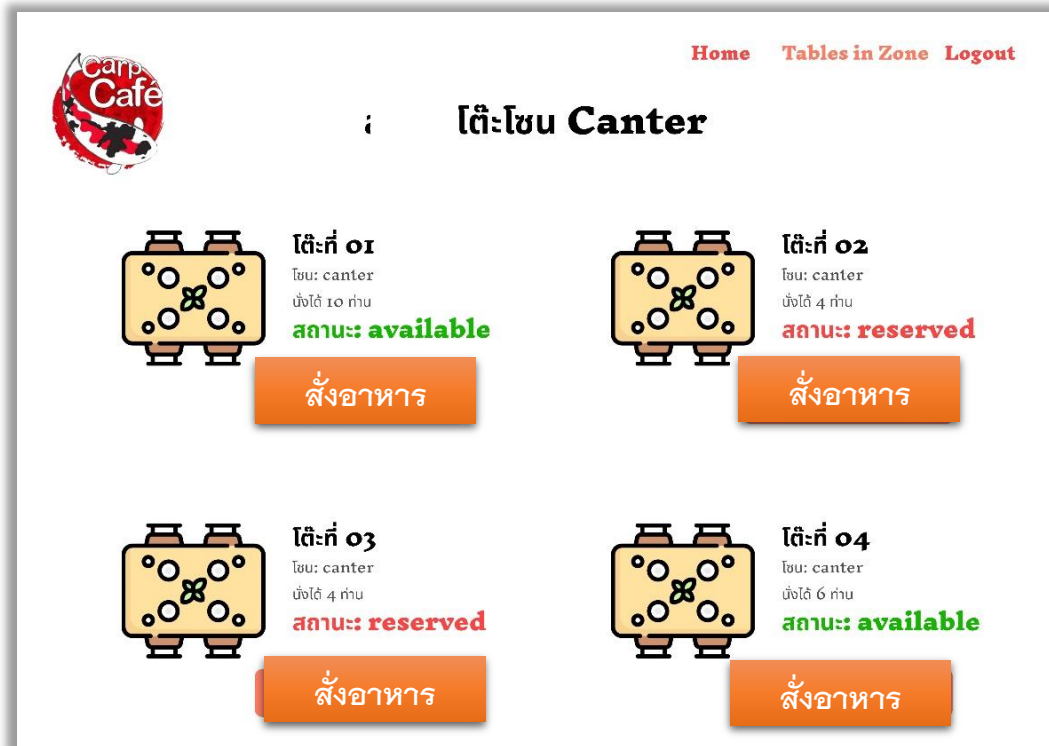 Carp
Café
Home Tables in Zone Logout
โต๊ะโซน Canter
โต๊ะที่ 01
โซน: canter
นั่งได้ 10 ท่าน
สถานะ: available
สั่งอาหาร
โต๊ะที่ 02
โซน: canter
นั่งได้ 4 ท่าน
สถานะ: reserved
สั่งอาหาร
โต๊ะที่ 03
โซน: canter
นั่งได้ 4 ท่าน
สถานะ: reserved
สั่งอาหาร
โต๊ะที่ 04
โซน: canter
นั่งได้ 6 ท่าน
สถานะ: available
สั่งอาหาร